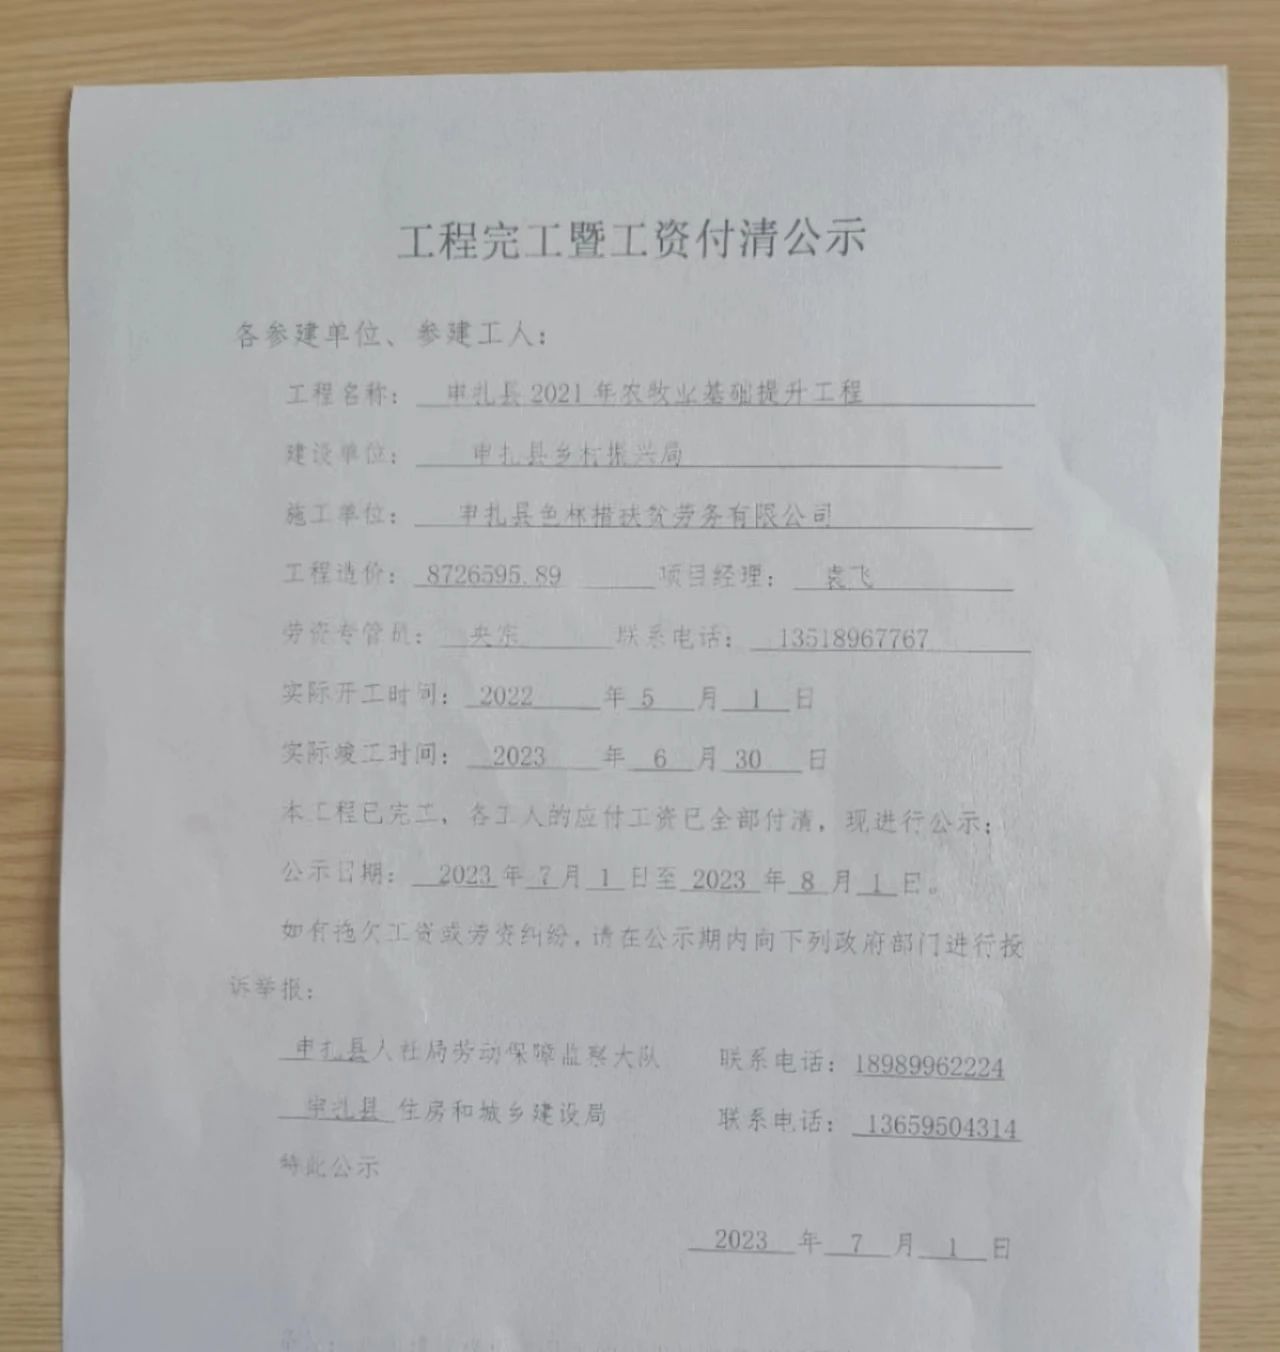 工程完工暨工资付清公示
各参建单位、参建工人：
工程名称： 申扎县2021年农牧业基础提升工程
建设单位： 申扎县乡村振兴局
施工单位： 申扎县色林措扶贫劳务有限公司
工程造价： 8726595.89 项目经理： 袁飞
劳资专管员： 央宗 联系电话： 13518967767
实际开工时间： 2022 年 5 月 1 日
实际竣工时间： 2023 年 6 月 30 日
本工程已完工，各工人的应付工资已全部付清，现进行公示；
公示日期： 2023 年 7 月 1 日至 2023 年 8 月 1 日。
如有拖欠工资或劳资纠纷，请在公示期内向下列政府部门进行投
诉举报：
申扎县人社局劳动保障监察大队 联系电话：18989962224
申扎县 住房和城乡建设局 联系电话： 13659504314
特此公示
2023 年 7 月 1 日